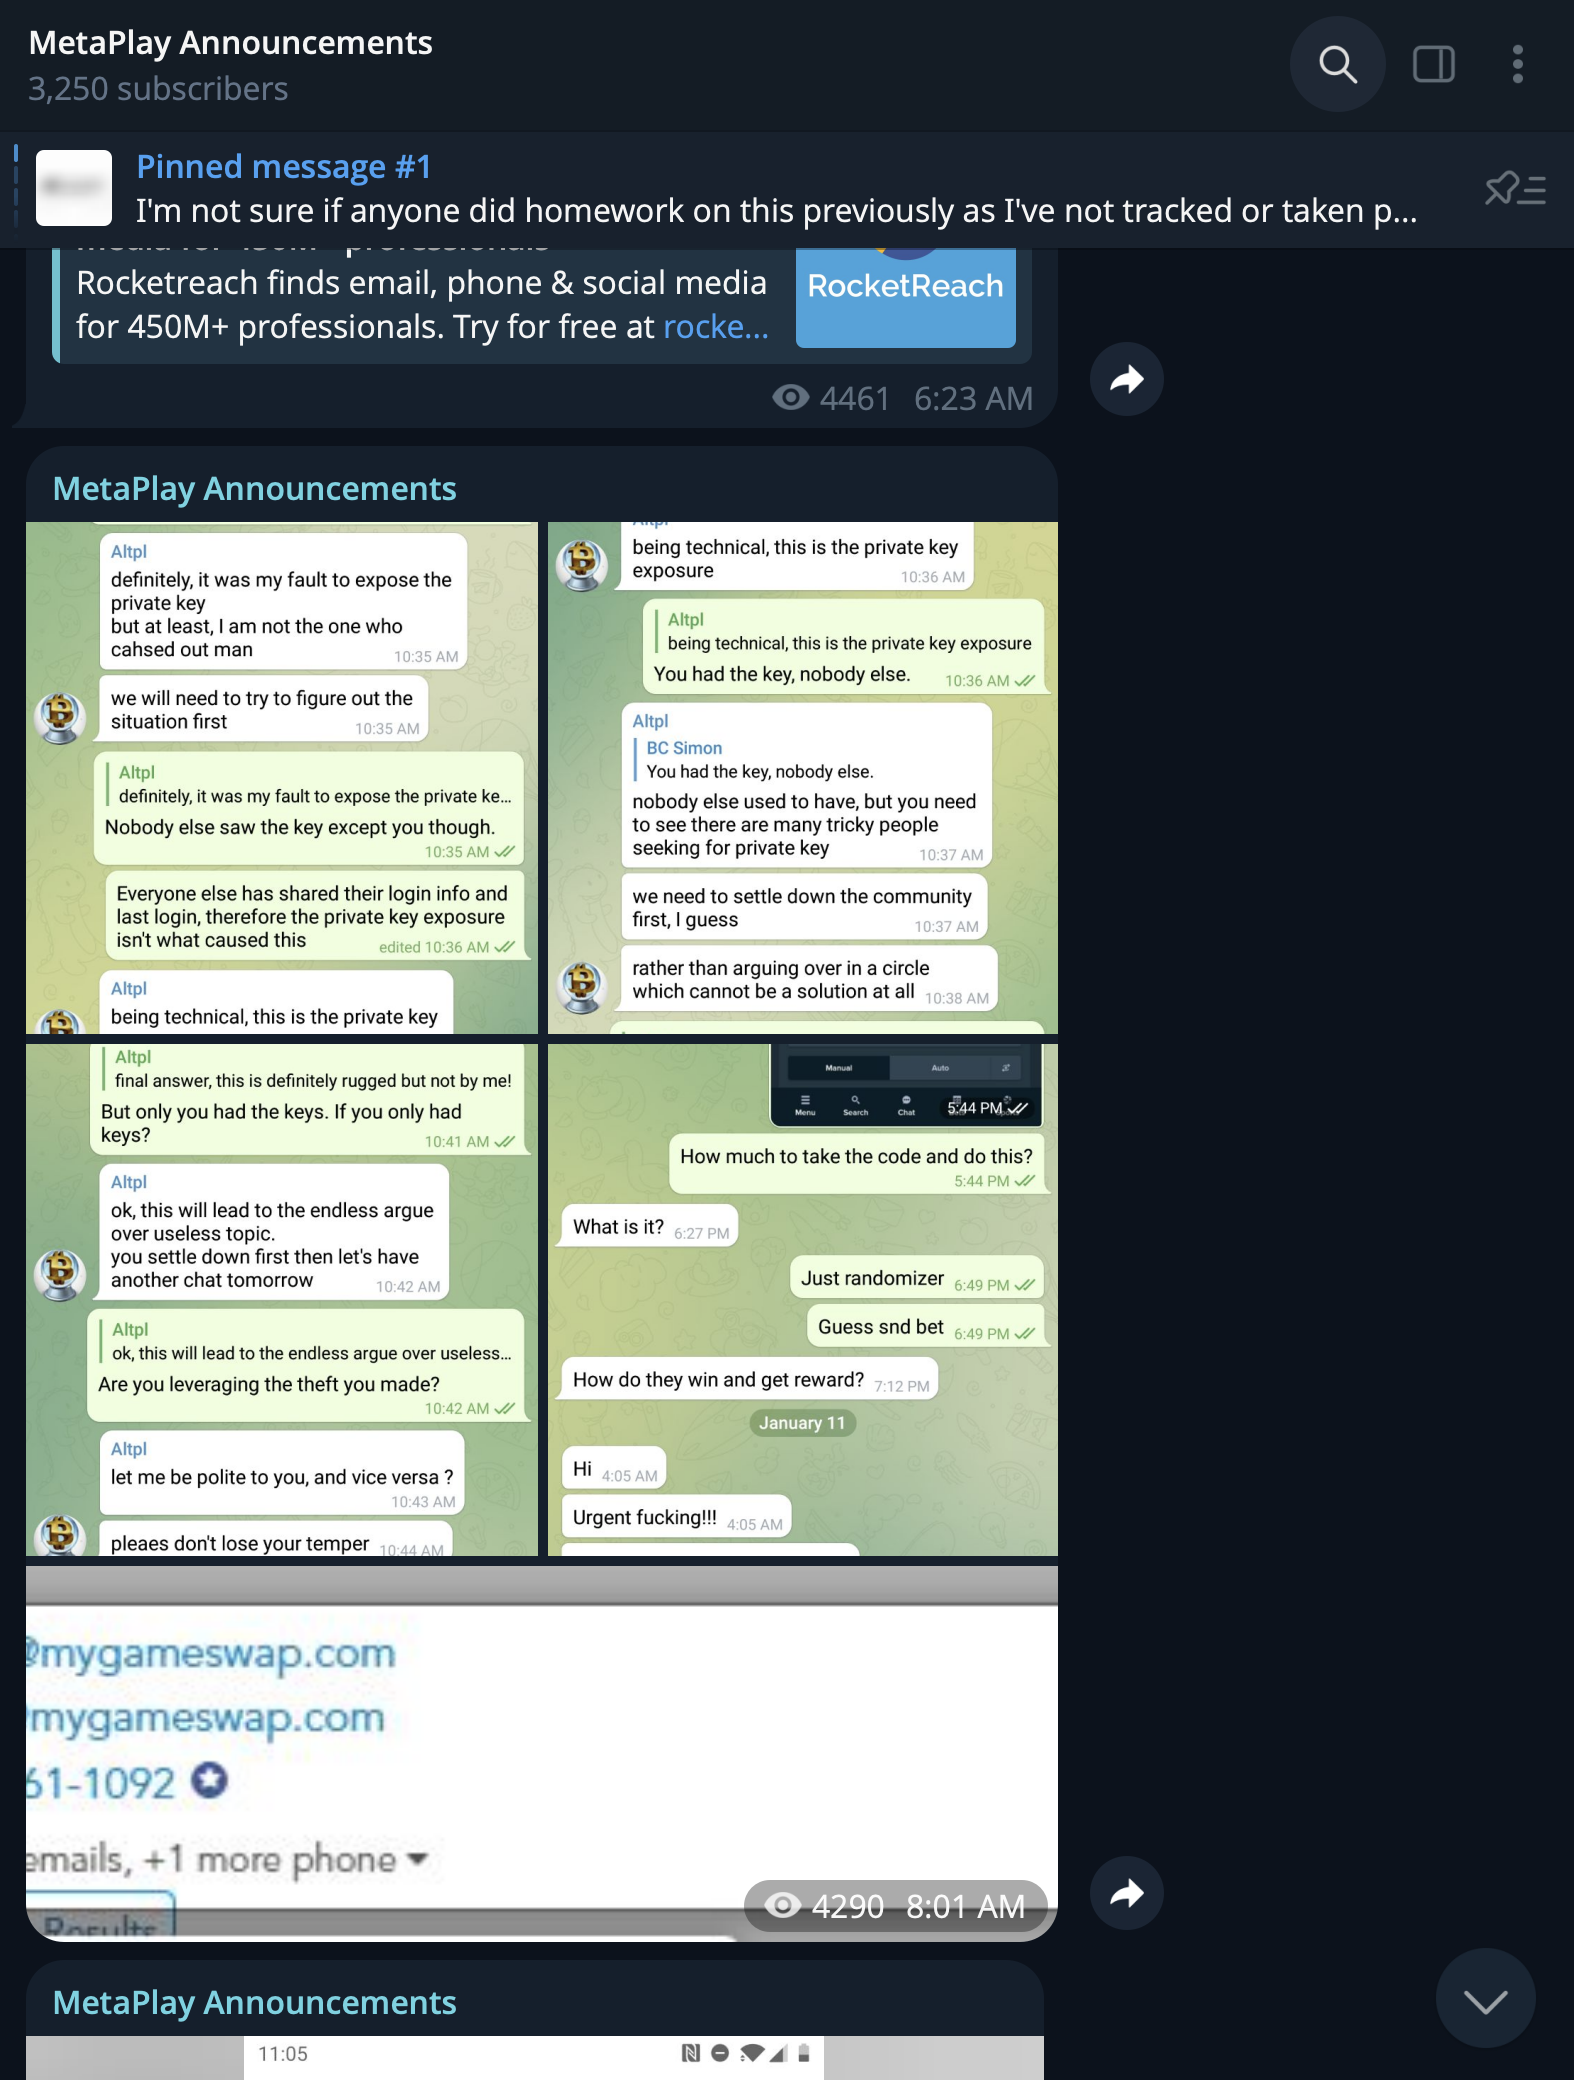 MetaPlay Announcements
3,250 subscribers
Pinned message #1
I'm not sure if anyone did homework on this previously as I've not tracked or taken p...
media for 450M+ professionals
Rocketreach finds email, phone & social media
for 450M+ professionals. Try for free at rocke...
RocketReach
4461 6:23 AM
MetaPlay Announcements
Altpl
definitely, it was my fault to expose the
private key
but at least, I am not the one who
cahsed out man
10:35 AM
we will need to try to figure out the
situation first
10:35 AM
Altpl
definitely, it was my fault to expose the private ke...
Nobody else saw the key except you though.
10:35 AM
Everyone else has shared their login info and
last login, therefore the private key exposure
isn't what caused this
edited 10:36 AM
Altpl
being technical, this is the private key
Altpl
being technical, this is the private key
exposure
10:36 AM
Altpl
being technical, this is the private key exposure
You had the key, nobody else.
10:36 AM
Altpl
BC Simon
You had the key, nobody else.
nobody else used to have, but you need
to see there are many tricky people
seeking for private key
10:37 AM
we need to settle down the community
first, I guess
10:37 AM
rather than arguing over in a circle
which cannot be a solution at all
10:38 AM
Altpl
final answer, this is definitely rugged but not by me!
But only you had the keys. If you only had
keys?
10:41 AM
Altpl
ok, this will lead to the endless argue
over useless topic.
you settle down first then let's have
another chat tomorrow
10:42 AM
Altpl
ok, this will lead to the endless argue over useless...
Are you leveraging the theft you made?
10:42 AM
Altpl
let me be polite to you, and vice versa ?
10:43 AM
pleaes don't lose your temper
10:44 AM
Manual Auto
Menu Search Chat
5:44 PM
How much to take the code and do this?
5:44 PM
What is it? 6:27 PM
Just randomizer 6:49 PM
Guess snd bet 6:49 PM
How do they win and get reward? 7:12 PM
January 11
Hi 4:05 AM
Urgent fucking!!! 4:05 AM
@mygameswap.com
mygameswap.com
61-1092
emails, +1 more phone
Results
4290 8:01 AM
MetaPlay Announcements
11:05